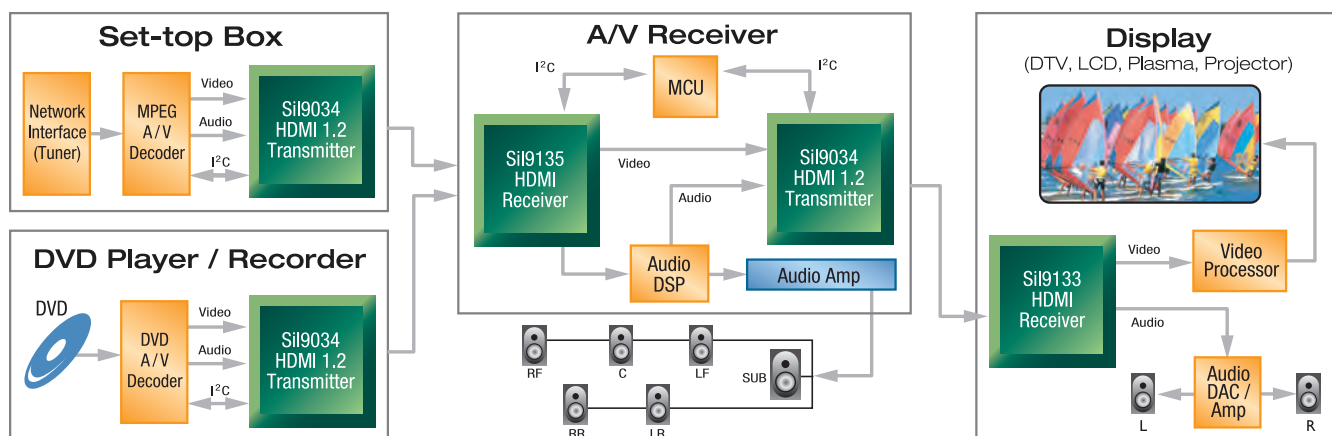 Set-top Box
Network
Interface
(Tuner)
MPEG
A / V
Decoder
Video
Audio
I²C
SiI9034
HDMI 1.2
Transmitter
DVD Player / Recorder
DVD
DVD
A / V
Decoder
Video
Audio
I²C
SiI9034
HDMI 1.2
Transmitter
A/V Receiver
I²C
MCU
I²C
SiI9135
HDMI
Receiver
Video
Audio
SiI9034
HDMI 1.2
Transmitter
Audio
DSP
Audio Amp
RF
C
LF
SUB
RR
LR
Display
(DTV, LCD, Plasma, Projector)
SiI9133
HDMI
Receiver
Video
Video
Processor
Audio
Audio
DAC /
Amp
L
R